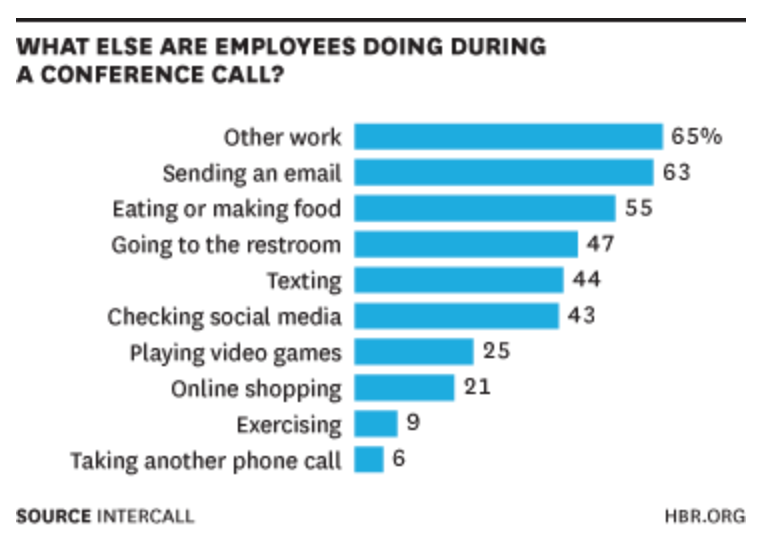 WHAT ELSE ARE EMPLOYEES DOING DURING
A CONFERENCE CALL?
Other work 65%
Sending an email 63
Eating or making food 55
Going to the restroom 47
Texting 44
Checking social media 43
Playing video games 25
Online shopping 21
Exercising 9
Taking another phone call 6
SOURCE INTERCALL HBR.ORG